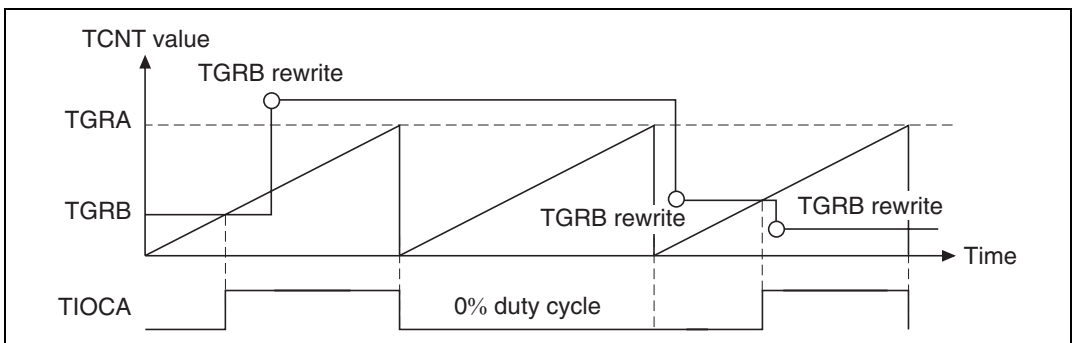 TCNT value
TGRB rewrite
TGRA
TGRB
TGRB rewrite
TGRB rewrite
Time
TIOCA
0% duty cycle